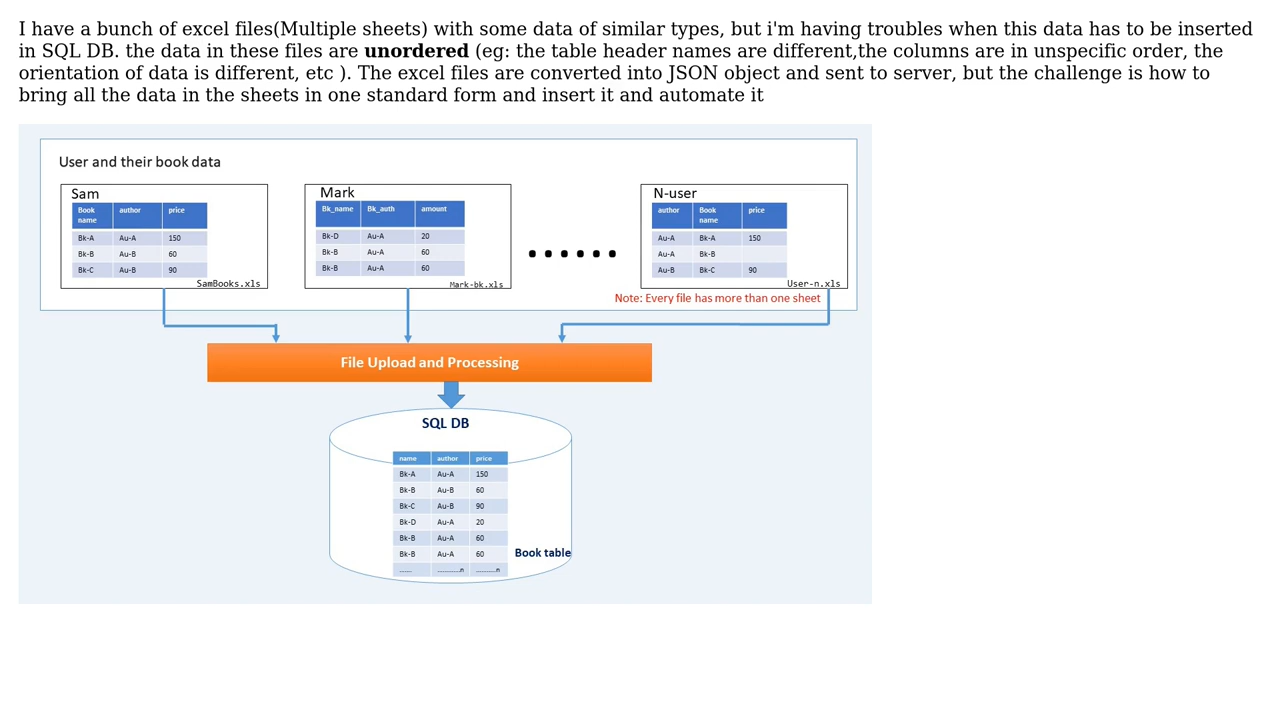 I have a bunch of excel files(Multiple sheets) with some data of similar types, but i'm having troubles when this data has to be inserted
in SQL DB. the data in these files are unordered (eg: the table header names are different,the columns are in unspecific order, the
orientation of data is different, etc ). The excel files are converted into JSON object and sent to server, but the challenge is how to
bring all the data in the sheets in one standard form and insert it and automate it
User and their book data
Sam
Book name author price
Bk-A Au-A 150
Bk-B Au-B 60
Bk-C Au-B 90
SamBooks.xls
Mark
Bk_name Bk_auth amount
Bk-D Au-A 20
Bk-B Au-A 60
Bk-B Au-A 60
Mark-bk.xls
N-user
author Book name price
Au-A Bk-A 150
Au-A Bk-B
Au-B Bk-C 90
User-n.xls
Note: Every file has more than one sheet
File Upload and Processing
SQL DB
name author price
Bk-A Au-A 150
Bk-B Au-B 60
Bk-C Au-B 90
Bk-D Au-A 20
Bk-B Au-A 60
Bk-B Au-A 60
...... ..........n .........n
Book table